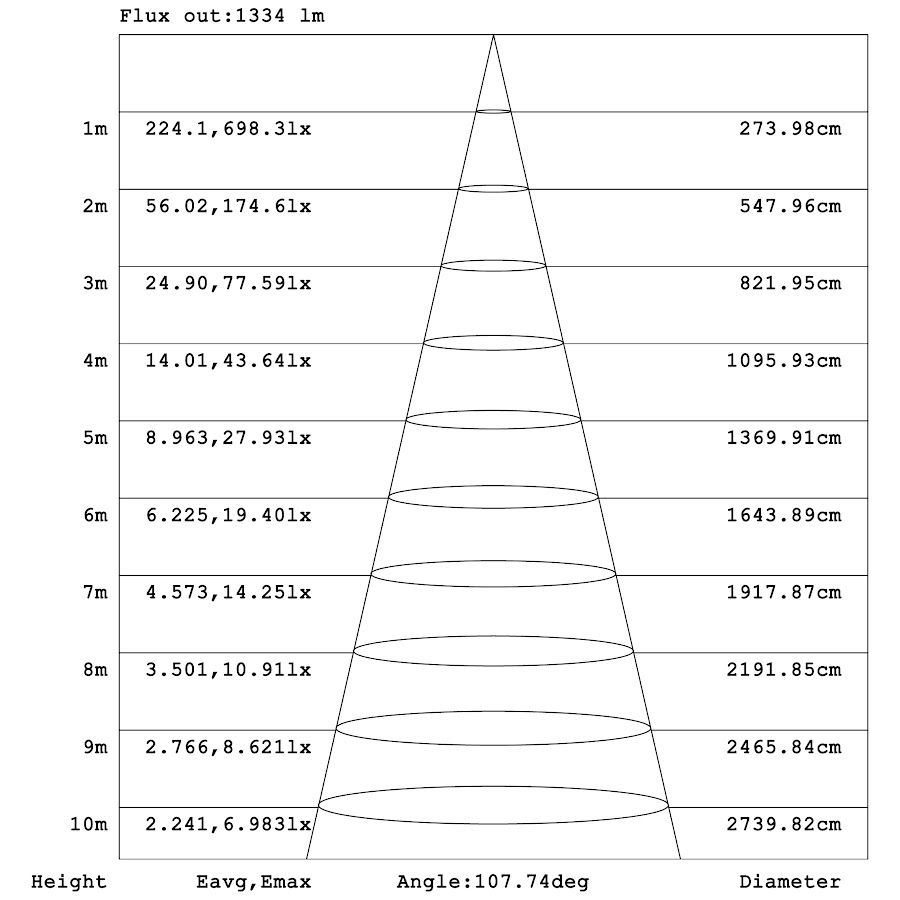 Flux out:1334 lm
1m 224.1,698.3lx 273.98cm
2m 56.02,174.6lx 547.96cm
3m 24.90,77.59lx 821.95cm
4m 14.01,43.64lx 1095.93cm
5m 8.963,27.93lx 1369.91cm
6m 6.225,19.40lx 1643.89cm
7m 4.573,14.25lx 1917.87cm
8m 3.501,10.91lx 2191.85cm
9m 2.766,8.621lx 2465.84cm
10m 2.241,6.983lx 2739.82cm
Height Eavg,Emax Angle:107.74deg Diameter